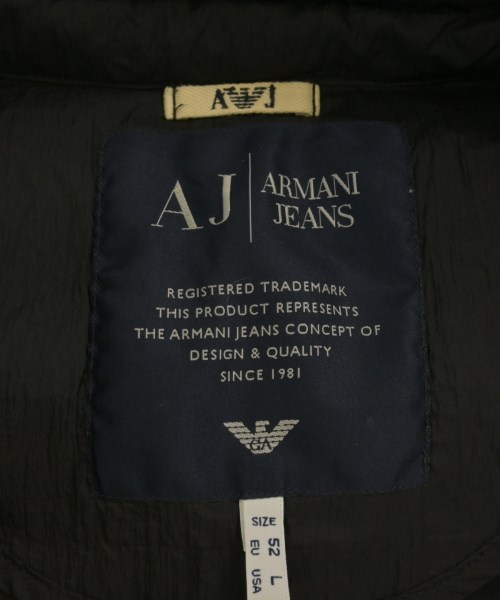 A J
AJ | ARMANI
JEANS
REGISTERED TRADEMARK
THIS PRODUCT REPRESENTS
THE ARMANI JEANS CONCEPT OF
DESIGN & QUALITY
SINCE 1981
GA
SIZE 52 L
EU USA